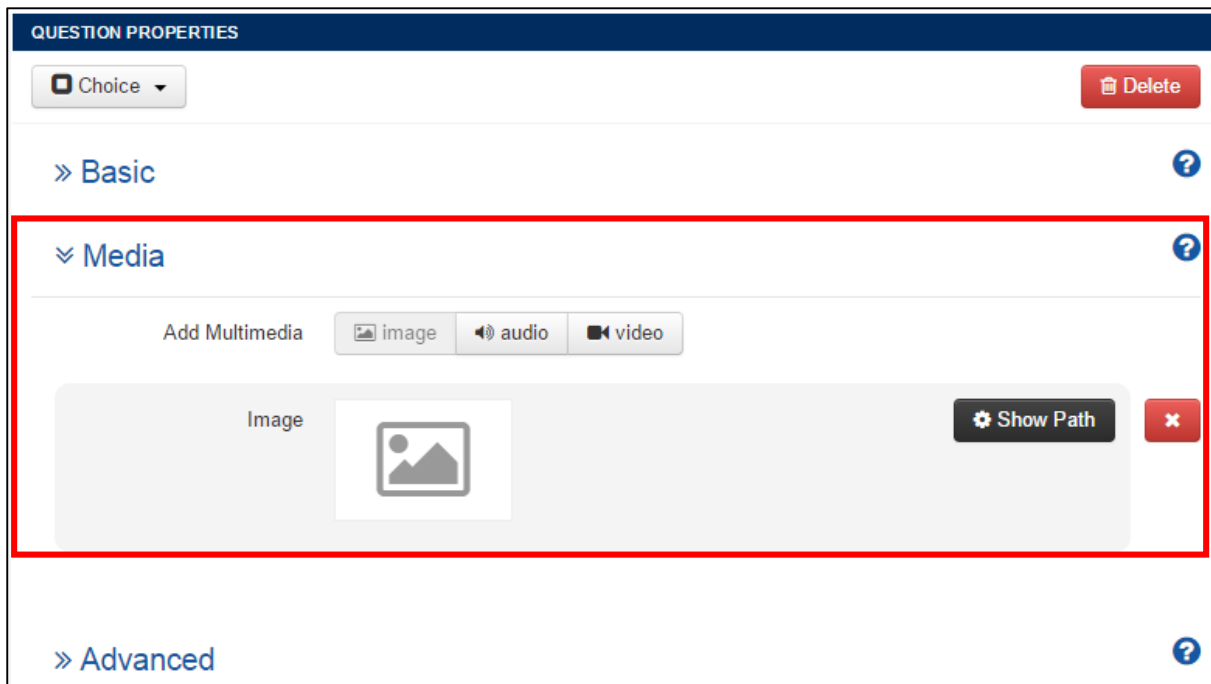 QUESTION PROPERTIES
Choice
Delete
Basic
Media
Add Multimedia
image
audio
video
Image
Show Path
Advanced